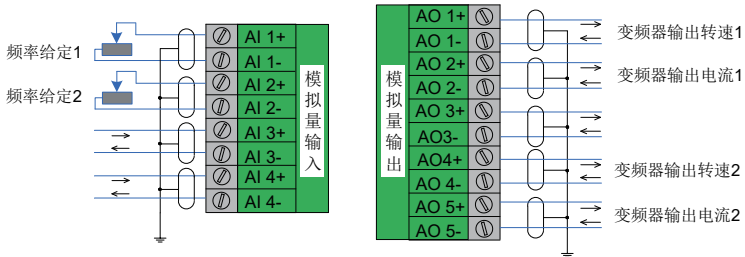 频率给定1
频率给定2
AI 1+
AI 1-
AI 2+
AI 2-
AI 3+
AI 3-
AI 4+
AI 4-
模拟量输入
模拟量输出
AO 1+
AO 1-
AO 2+
AO 2-
AO 3+
AO3-
AO4+
AO 4-
AO 5+
AO 5-
变频器输出转速1
变频器输出电流1
变频器输出转速2
变频器输出电流2